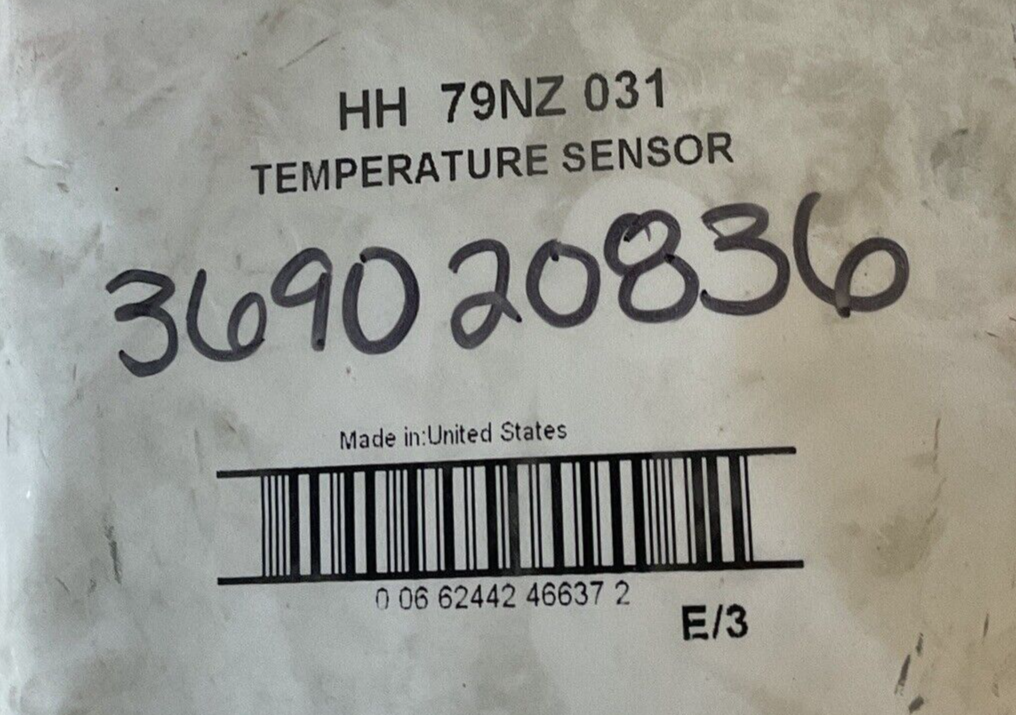 HH 79NZ 031
TEMPERATURE SENSOR
3690 20836
Made in:United States
0 06 62442 46637 2
E/3